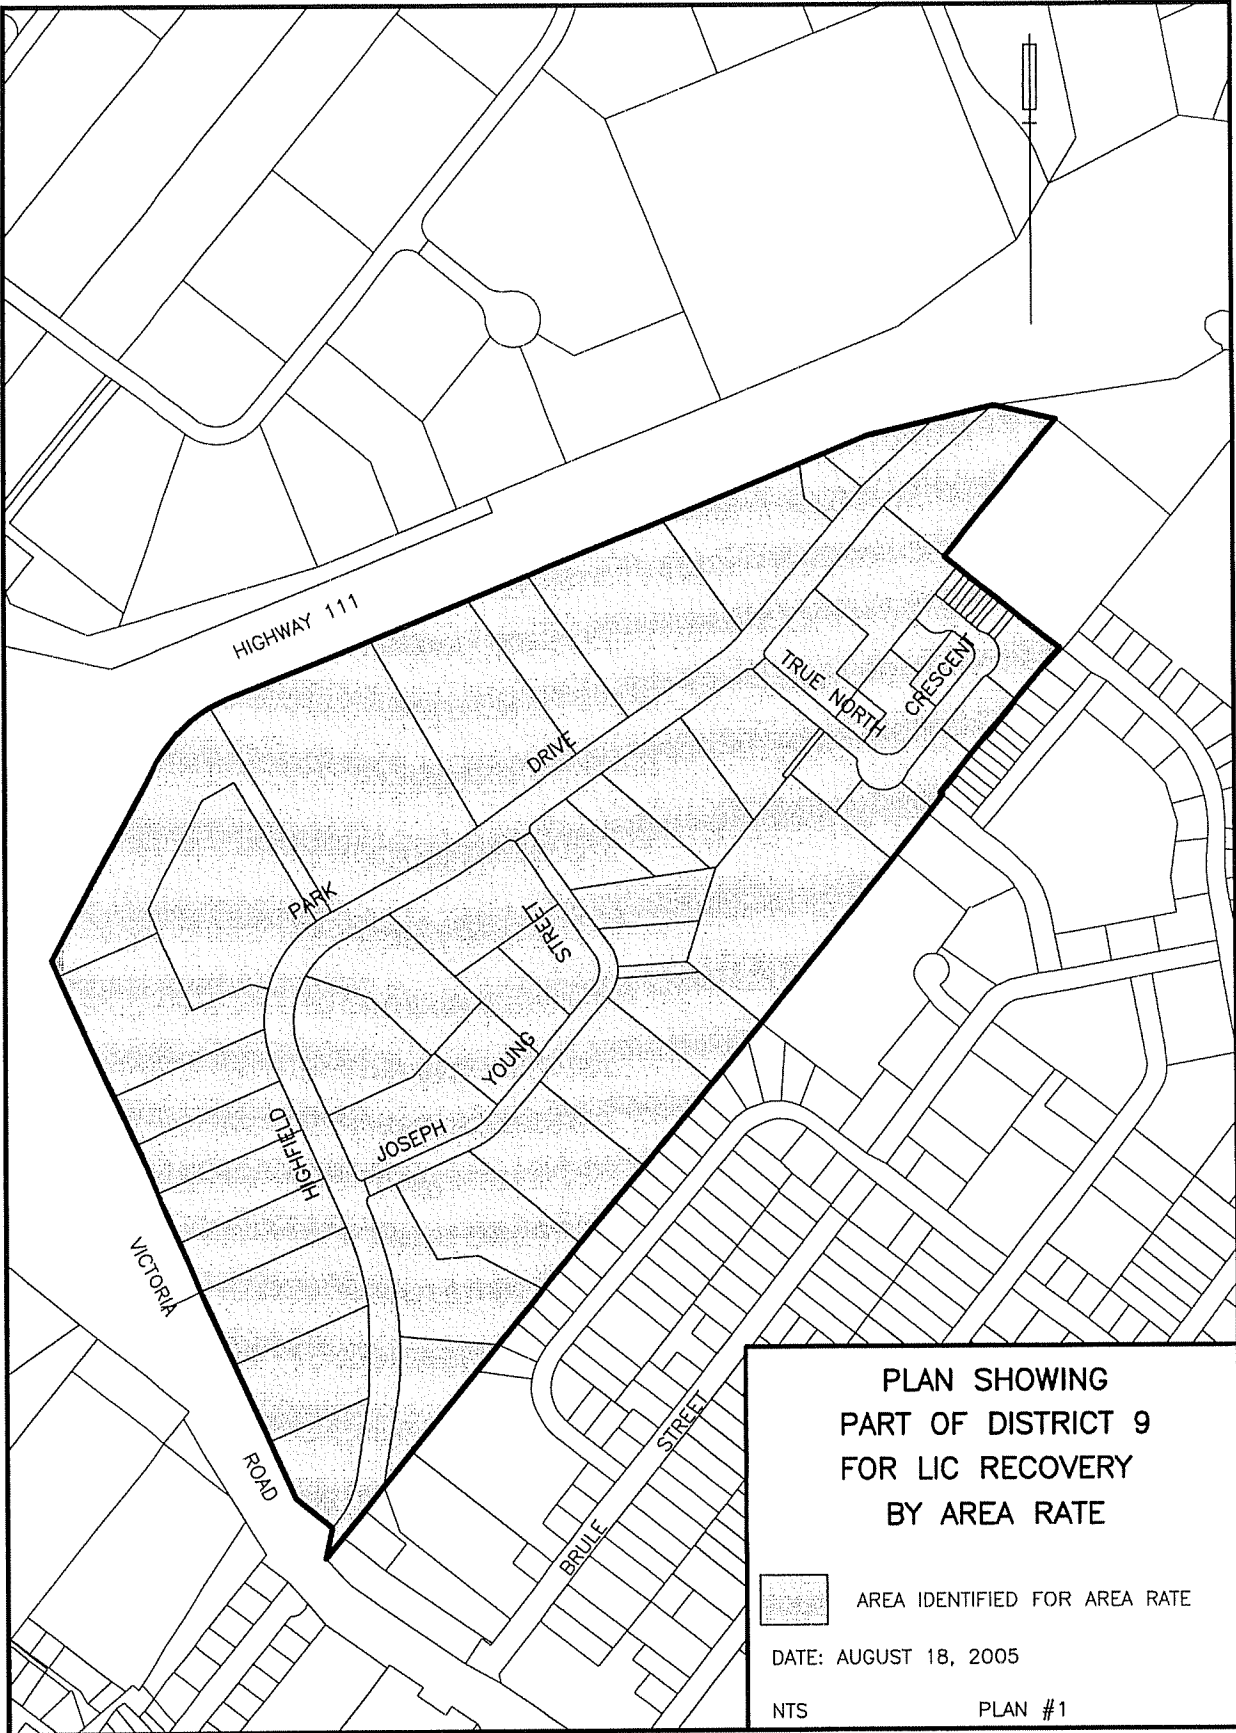 HIGHWAY 111
TRUE NORTH
CRESCENT
DRIVE
PARK
STREET
YOUNG
JOSEPH
HIGHFIELD
VICTORIA
ROAD
STREET
BRULE
PLAN SHOWING
PART OF DISTRICT 9
FOR LIC RECOVERY
BY AREA RATE
AREA IDENTIFIED FOR AREA RATE
DATE: AUGUST 18, 2005
NTS PLAN #1